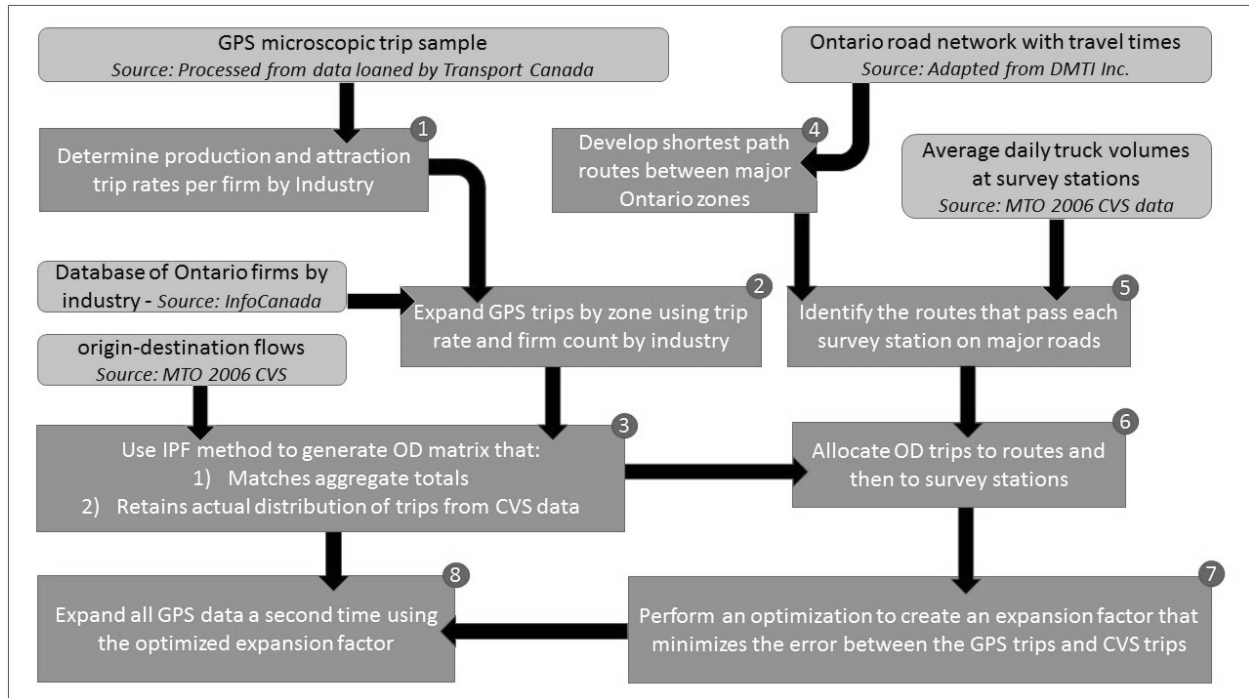 GPS microscopic trip sample
Source: Processed from data loaned by Transport Canada
Ontario road network with travel times
Source: Adapted from DMTI Inc.
1
Determine production and attraction
trip rates per firm by Industry
4
Develop shortest path
routes between major
Ontario zones
Average daily truck volumes
at survey stations
Source: MTO 2006 CVS data
Database of Ontario firms by
industry - Source: InfoCanada
2
Expand GPS trips by zone using trip
rate and firm count by industry
5
Identify the routes that pass each
survey station on major roads
origin-destination flows
Source: MTO 2006 CVS
3
Use IPF method to generate OD matrix that:
1) Matches aggregate totals
2) Retains actual distribution of trips from CVS data
6
Allocate OD trips to routes and
then to survey stations
8
Expand all GPS data a second time using
the optimized expansion factor
7
Perform an optimization to create an expansion factor that
minimizes the error between the GPS trips and CVS trips